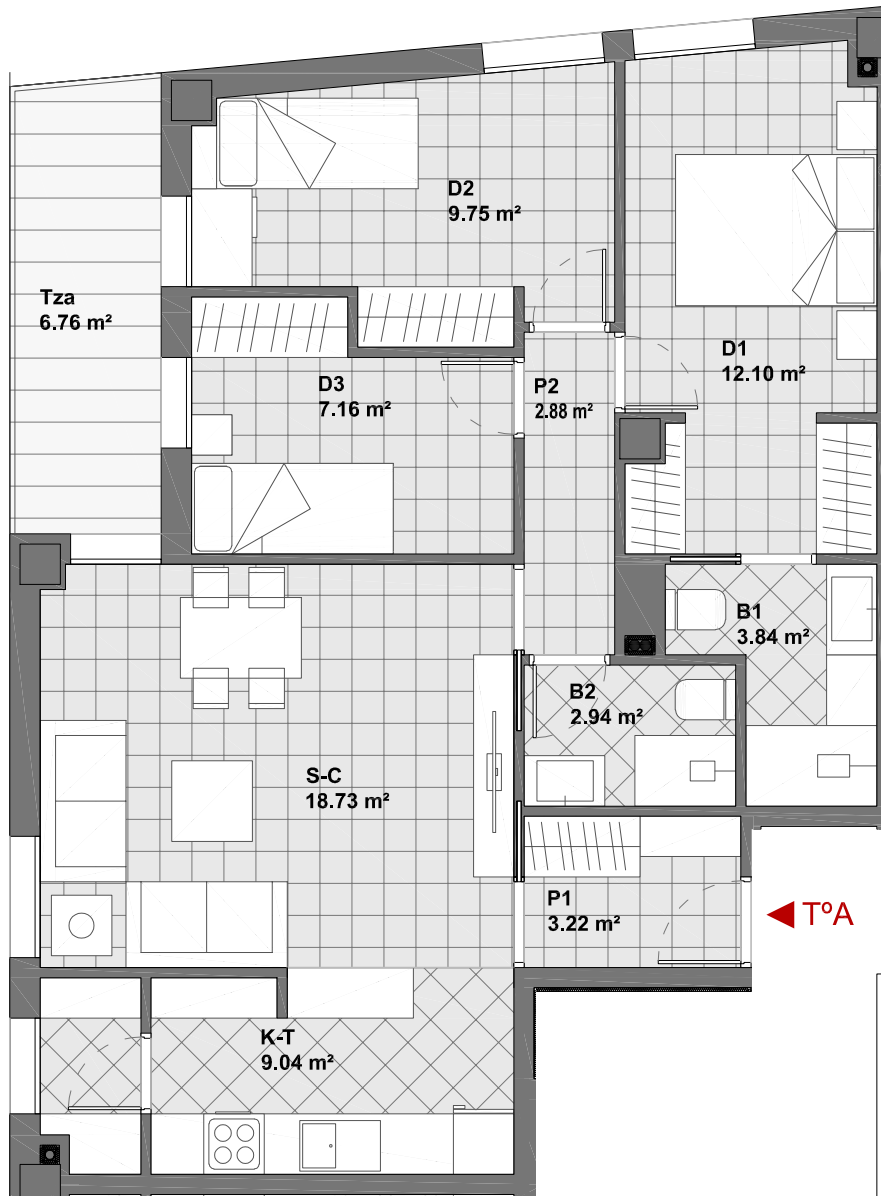 D2
9.75 m²
Tza
6.76 m²
D1
12.10 m²
D3
7.16 m²
P2
2.88 m²
B1
3.84 m²
B2
2.94 m²
S-C
18.73 m²
P1
3.22 m²
TºA
K-T
9.04 m²